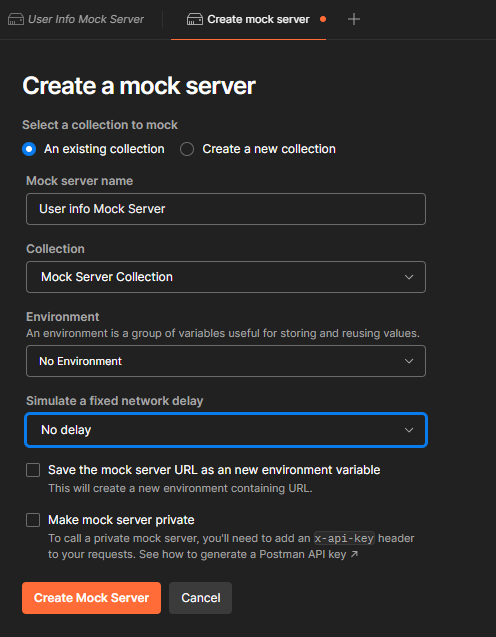 User Info Mock Server
Create mock server
Create a mock server
Select a collection to mock
An existing collection
Create a new collection
Mock server name
User info Mock Server
Collection
Mock Server Collection
Environment
An environment is a group of variables useful for storing and reusing values.
No Environment
Simulate a fixed network delay
No delay
Save the mock server URL as an new environment variable
This will create a new environment containing URL.
Make mock server private
To call a private mock server, you'll need to add an x-api-key header
to your requests. See how to generate a Postman API key ↗
Create Mock Server
Cancel